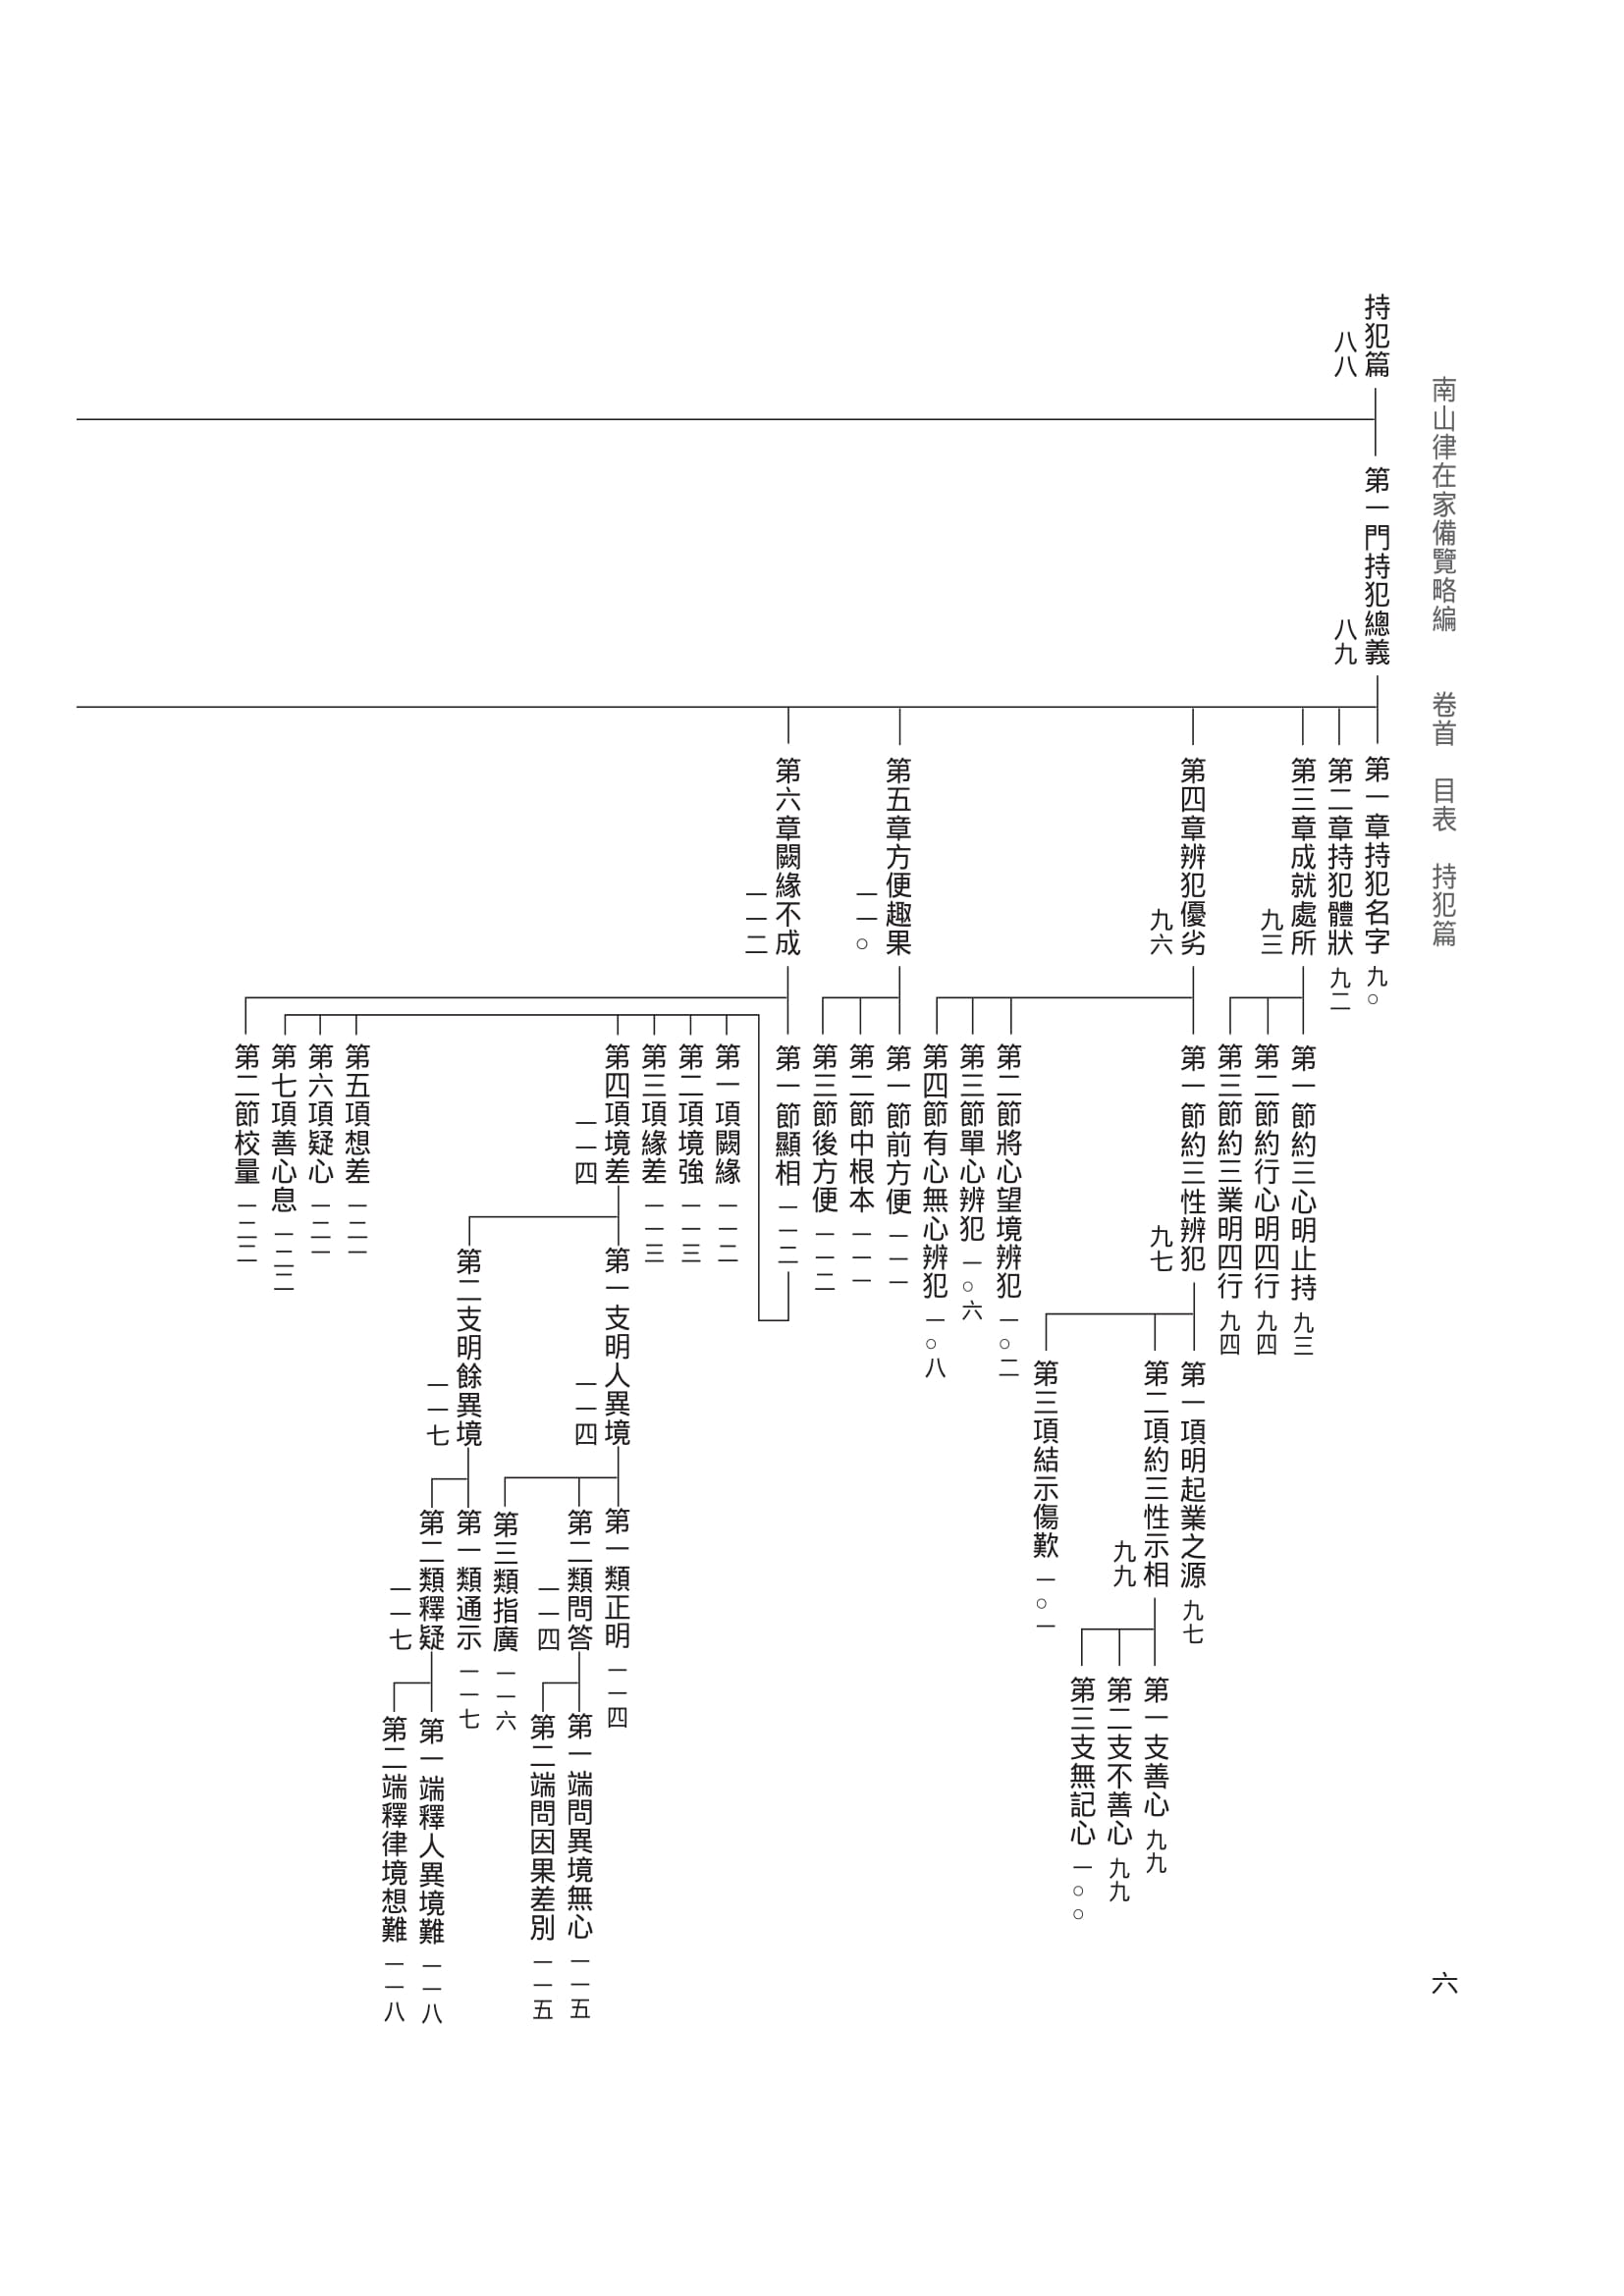 南山律在家備覽略編　卷首　目表　持犯篇
六
持犯篇
八八
第一門持犯總義
八九
第一章持犯名字 九○
第二章持犯體狀 九二
第三章成就處所
九三
第一節約三心明止持 九三
第二節約行心明四行 九四
第三節約三業明四行 九四
第四章辨犯優劣
九六
第一節約三性辨犯
九七
第一項明起業之源 九七
第二項約三性示相
九九
第一支善心 九九
第二支不善心 九九
第三支無記心 一○○
第三項結示傷歎 一○一
第二節將心望境辨犯 一○二
第三節單心辨犯 一○六
第四節有心無心辨犯 一○八
第五章方便趣果
一一○
第一節前方便 一一一
第二節中根本 一一一
第三節後方便 一一二
第六章闕緣不成
一一二
第一節顯相 一一二
第一項闕緣 一一二
第二項境強 一一三
第三項緣差 一一三
第四項境差
一一四
第一支明人異境
一一四
第一類正明 一一四
第二類問答
一一四
第一端問異境無心 一一五
第二端問因果差別 一一五
第三類指廣 一一六
第二支明餘異境
一一七
第一類通示 一一七
第二類釋疑
一一七
第一端釋人異境難 一一八
第二端釋律境想難 一一八
第五項想差 一二一
第六項疑心 一二一
第七項善心息 一二二
第二節校量 一二二